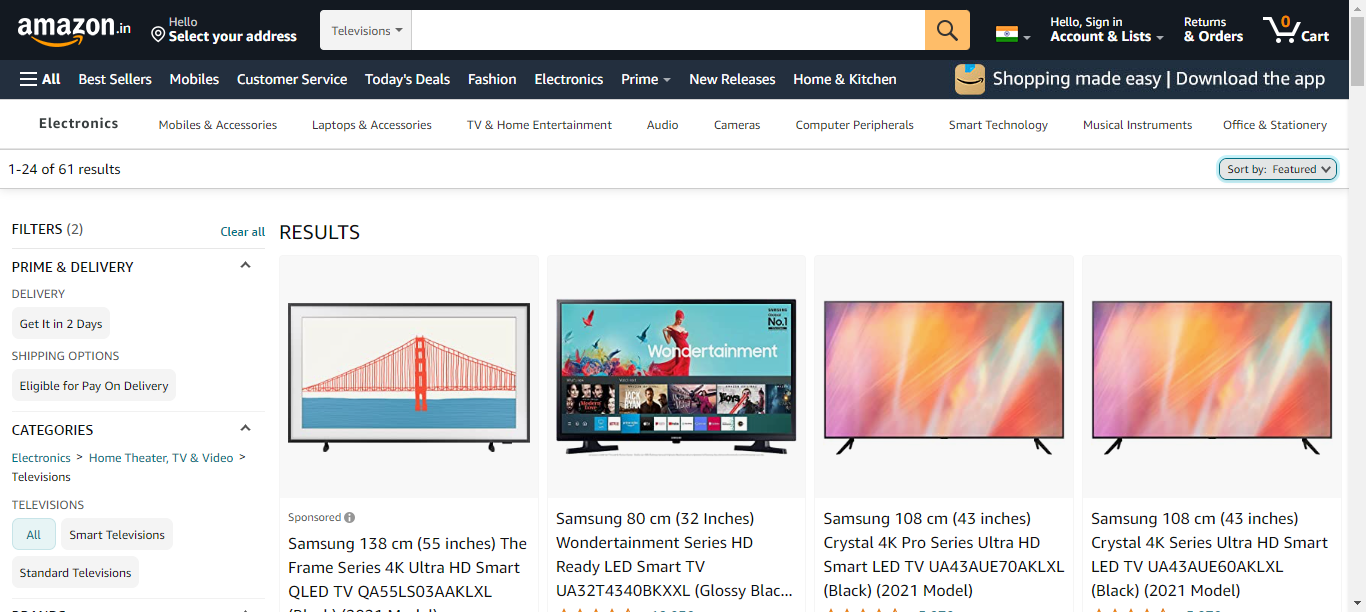 amazon.in
Hello
Select your address
Televisions
Hello, Sign in
Account & Lists
Returns
& Orders
0
Cart
All
Best Sellers
Mobiles
Customer Service
Today's Deals
Fashion
Electronics
Prime
New Releases
Home & Kitchen
Shopping made easy | Download the app
Electronics
Mobiles & Accessories
Laptops & Accessories
TV & Home Entertainment
Audio
Cameras
Computer Peripherals
Smart Technology
Musical Instruments
Office & Stationery
1-24 of 61 results
Sort by: Featured
FILTERS (2)
Clear all
PRIME & DELIVERY
DELIVERY
Get It in 2 Days
SHIPPING OPTIONS
Eligible for Pay On Delivery
CATEGORIES
Electronics > Home Theater, TV & Video >
Televisions
TELEVISIONS
All
Smart Televisions
Standard Televisions
RESULTS
Sponsored
Samsung 138 cm (55 inches) The
Frame Series 4K Ultra HD Smart
QLED TV QA55LS03AAKLXL
(Black) (2021 Model)
SAMSUNG
No.1
Wondertainment
Samsung 80 cm (32 Inches)
Wondertainment Series HD
Ready LED Smart TV
UA32T4340BKXXL (Glossy Blac...
Samsung 108 cm (43 inches)
Crystal 4K Pro Series Ultra HD
Smart LED TV UA43AUE70AKLXL
(Black) (2021 Model)
Samsung 108 cm (43 inches)
Crystal 4K Series Ultra HD Smart
LED TV UA43AUE60AKLXL
(Black) (2021 Model)